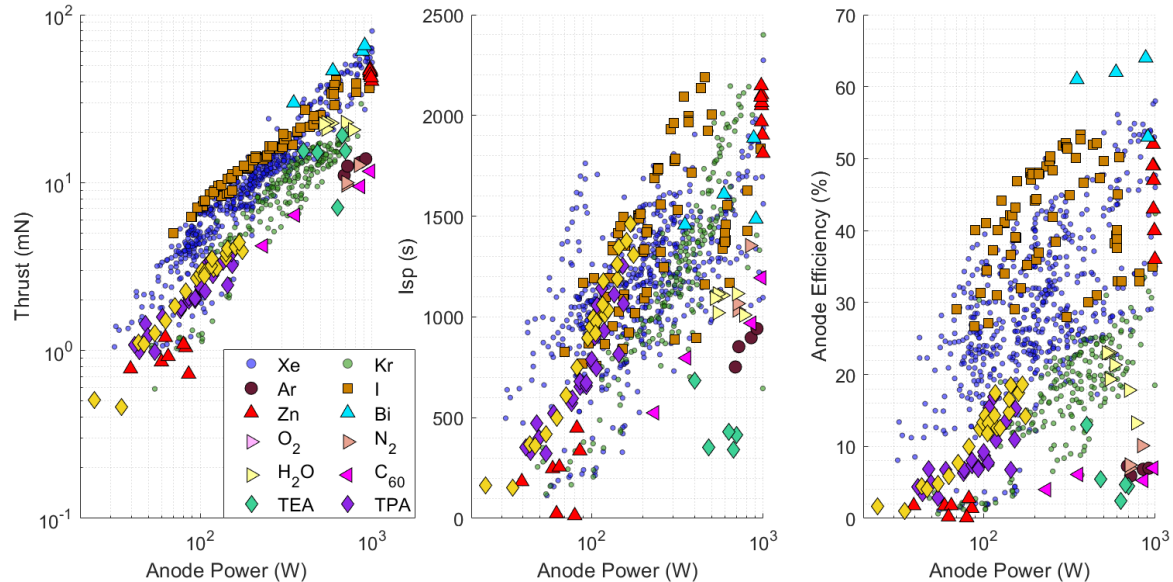 Thrust (mN)
10^2
10^1
10^0
10^-1
10^2 10^3
Anode Power (W)
Xe Kr
Ar I
Zn Bi
O_2 N_2
H_2O C_60
TEA TPA
Isp (s)
2500
2000
1500
1000
500
0
10^2 10^3
Anode Power (W)
Anode Efficiency (%)
70
60
50
40
30
20
10
0
10^2 10^3
Anode Power (W)